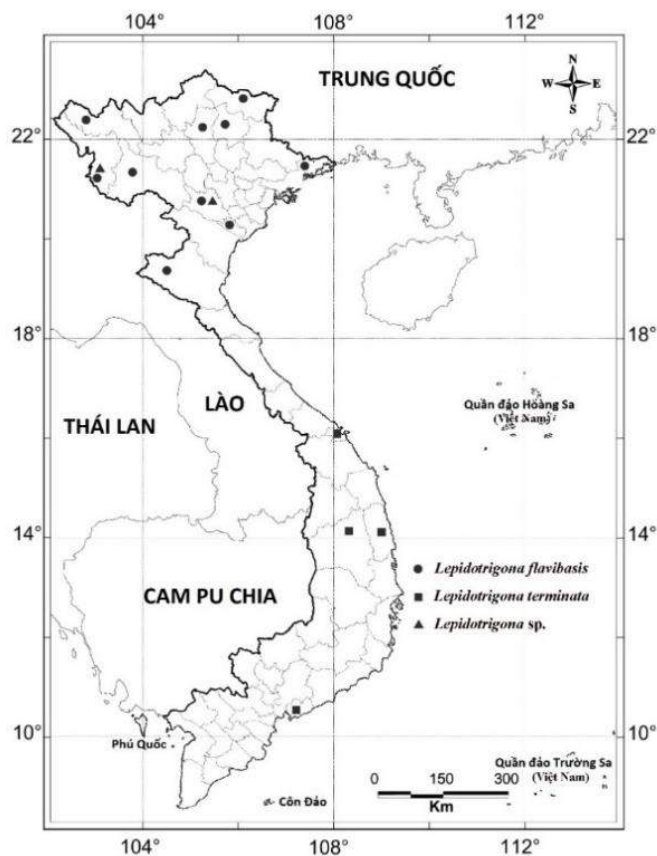 104° 108° 112°
N
W E
S
TRUNG QUỐC
22° 22°
18° 18°
LÀO
Quần đảo Hoàng Sa
(Việt Nam)
THÁI LAN
14° 14°
Lepidotrigona flavibasis
CAM PU CHIA
Lepidotrigona terminata
Lepidotrigona sp.
10° 10°
Phú Quốc
Quần đảo Trường Sa
(Việt Nam)
0 150 300
Km
Côn Đảo
104° 108° 112°